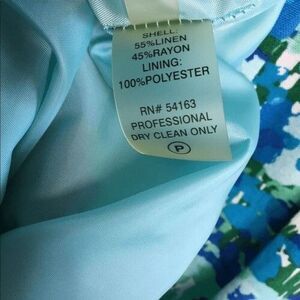 SHELL:
55%LINEN
45%RAYON
LINING:
100%POLYESTER
RN# 54163
PROFESSIONAL
DRY CLEAN ONLY
P